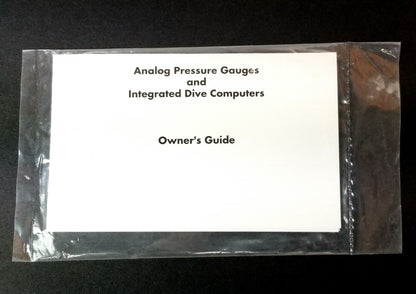 Analog Pressure Gauges
and
Integrated Dive Computers
Owner's Guide